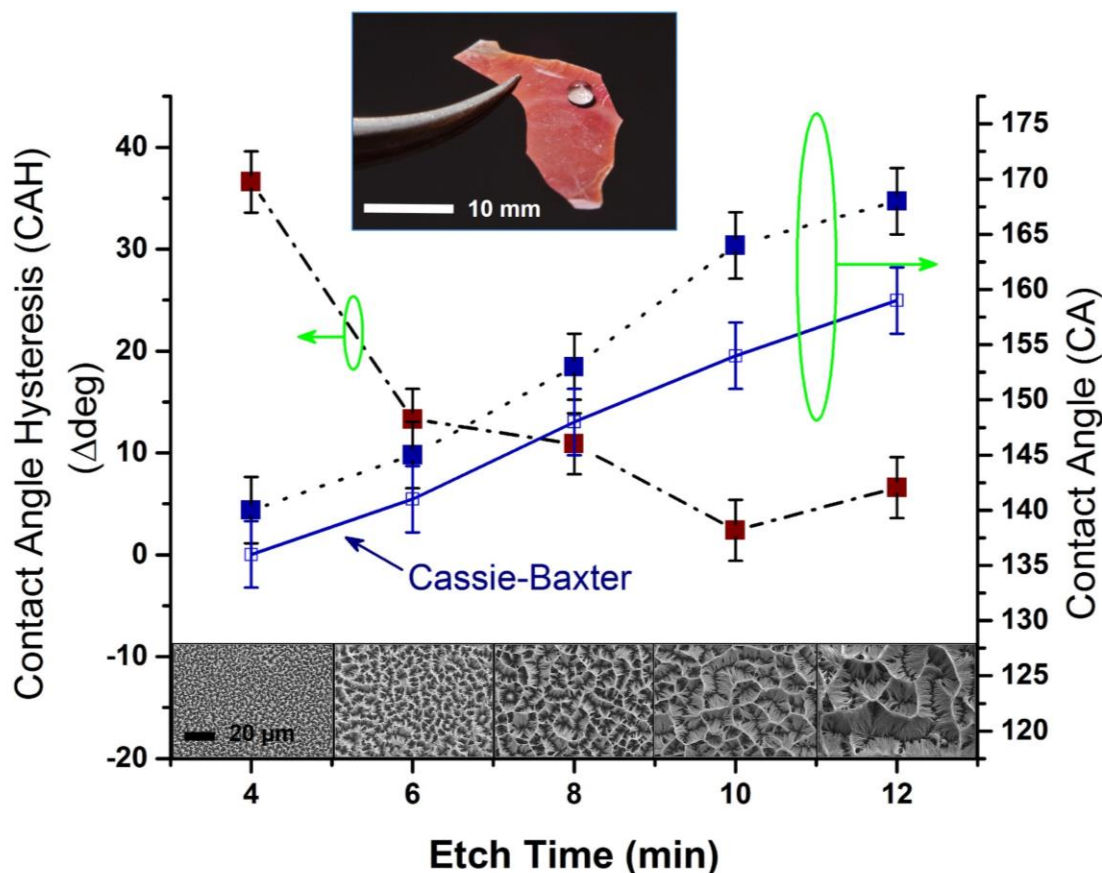 10 mm
Contact Angle Hysteresis (CAH)
(Δdeg)
40
30
20
10
0
-10
-20
175
170
165
160
155
150
145
140
135
130
125
120
Contact Angle (CA)
Cassie-Baxter
20 µm
4 6 8 10 12
Etch Time (min)